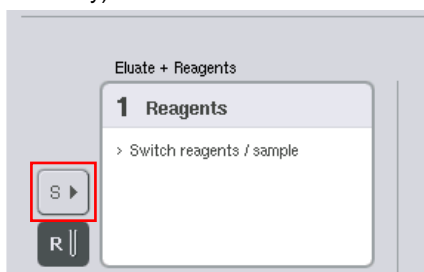 Eluate + Reagents
1 Reagents
> Switch reagents / sample
S
R